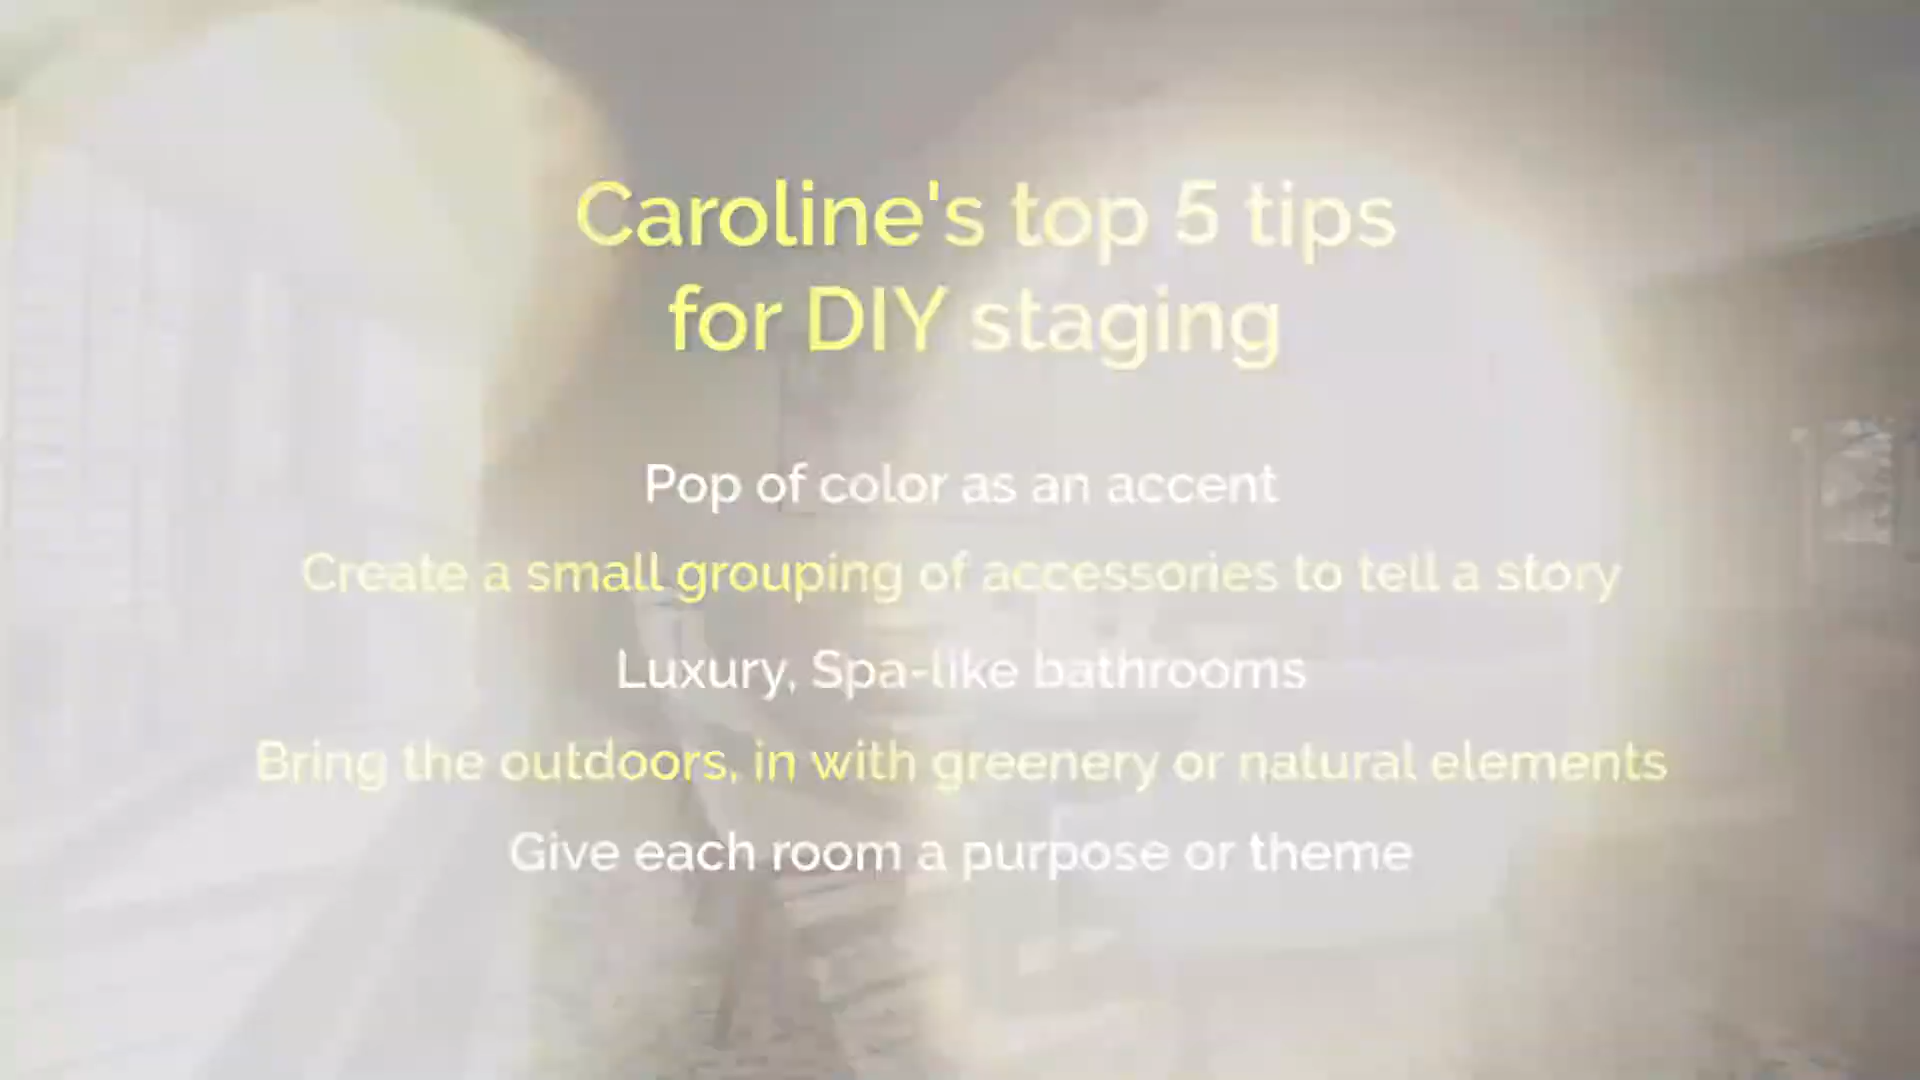 Caroline's top 5 tips
for DIY staging
Pop of color as an accent
Create a small grouping of accessories to tell a story
Luxury, Spa-like bathrooms
Bring the outdoors, in with greenery or natural elements
Give each room a purpose or theme